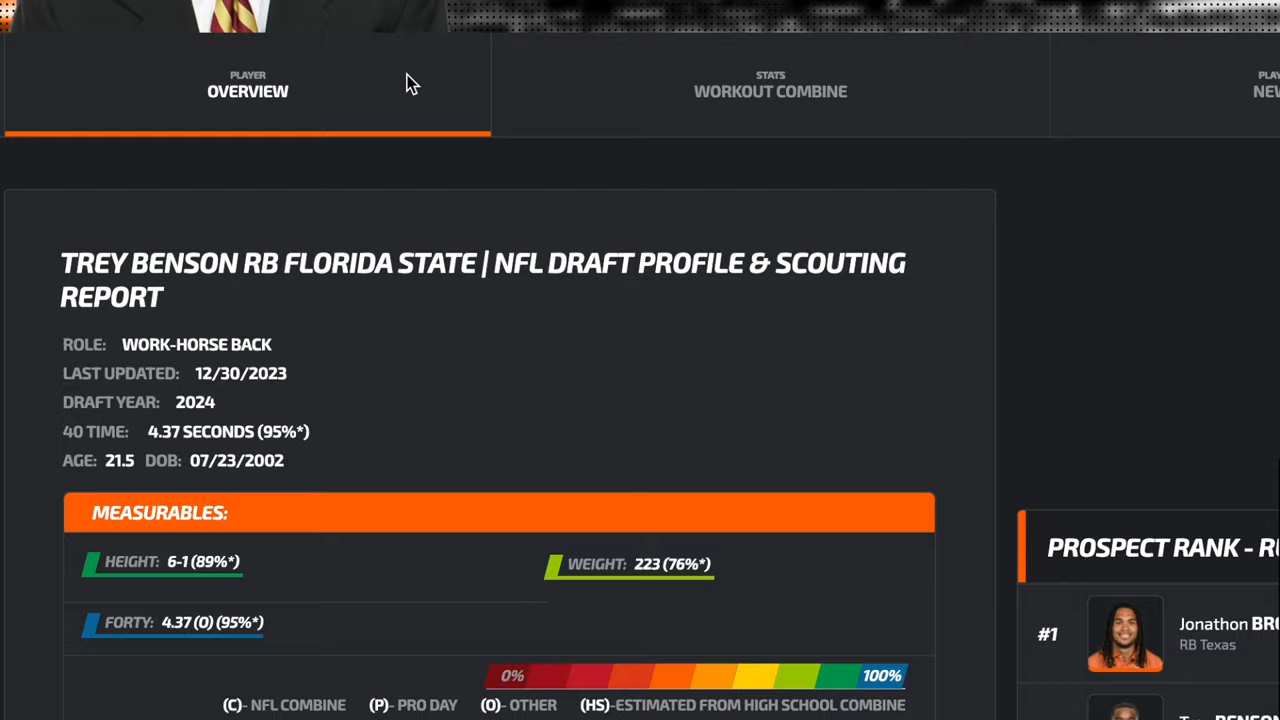 PLAYER
OVERVIEW
STATS
WORKOUT COMBINE
TREY BENSON RB FLORIDA STATE | NFL DRAFT PROFILE & SCOUTING
REPORT
ROLE: WORK-HORSE BACK
LAST UPDATED: 12/30/2023
DRAFT YEAR: 2024
40 TIME: 4.37 SECONDS (95%*)
AGE: 21.5 DOB: 07/23/2002
MEASURABLES:
HEIGHT: 6-1 (89%*)
WEIGHT: 223 (76%*)
FORTY: 4.37 (O) (95%*)
0% 100%
(C)- NFL COMBINE (P)- PRO DAY (O)- OTHER (HS)-ESTIMATED FROM HIGH SCHOOL COMBINE
PROSPECT RANK -
#1
Jonathon
RB Texas